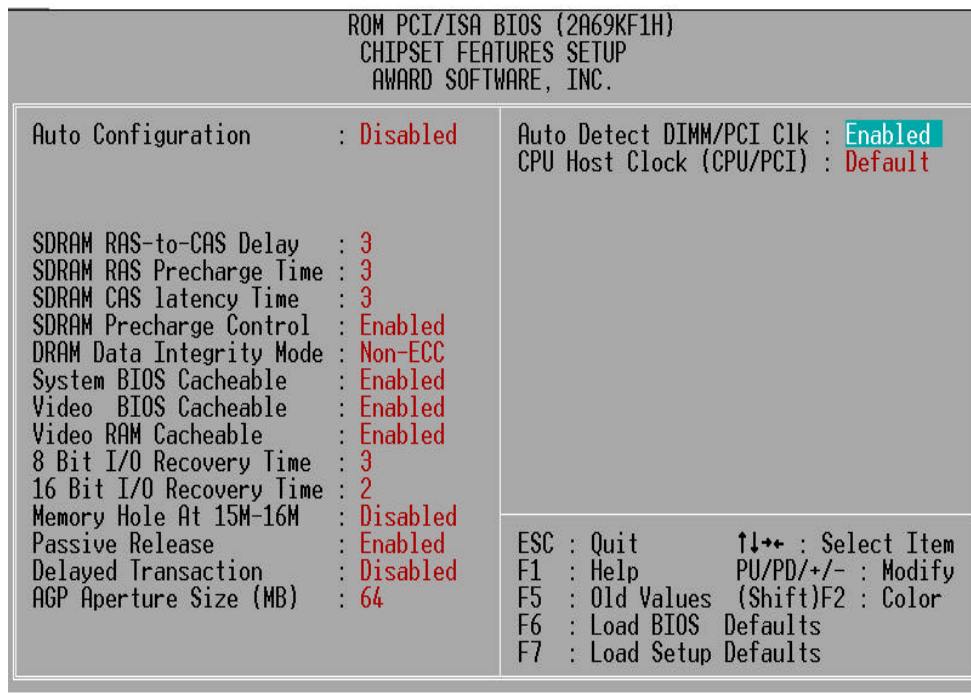 ROM PCI/ISA BIOS (2A69KF1H)
CHIPSET FEATURES SETUP
AWARD SOFTWARE, INC.
Auto Configuration : Disabled
SDRAM RAS-to-CAS Delay : 3
SDRAM RAS Precharge Time : 3
SDRAM CAS latency Time : 3
SDRAM Precharge Control : Enabled
DRAM Data Integrity Mode : Non-ECC
System BIOS Cacheable : Enabled
Video BIOS Cacheable : Enabled
Video RAM Cacheable : Enabled
8 Bit I/O Recovery Time : 3
16 Bit I/O Recovery Time : 2
Memory Hole At 15M-16M : Disabled
Passive Release : Enabled
Delayed Transaction : Disabled
AGP Aperture Size (MB) : 64
Auto Detect DIMM/PCI Clk : Enabled
CPU Host Clock (CPU/PCI) : Default
ESC : Quit ↑↓→← : Select Item
F1 : Help PU/PD/+/- : Modify
F5 : Old Values (Shift)F2 : Color
F6 : Load BIOS Defaults
F7 : Load Setup Defaults